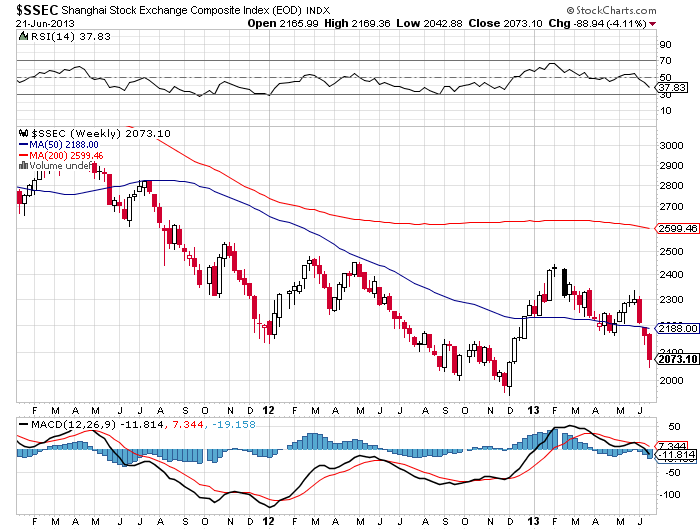 $SSEC Shanghai Stock Exchange Composite Index (EOD) INDX © StockCharts.com
21-Jun-2013 Open 2165.99 High 2169.36 Low 2042.88 Close 2073.10 Chg -88.94 (-4.11%)
RSI(14) 37.83
90
70
50
37.83
30
10
$SSEC (Weekly) 2073.10
MA(50) 2188.00
MA(200) 2599.46
Volume undef
3000
2900
2800
2700
2599.46
2500
2400
2300
2188.00
2100
2073.10
2000
F M A M J J A S O N D 12 F M A M J J A S O N D 13 F M A M J
MACD(12,26,9) -11.814, 7.344, -19.158
50
7.344
-11.814
-50
-100
F M A M J J A S O N D 12 F M A M J J A S O N D 13 F M A M J